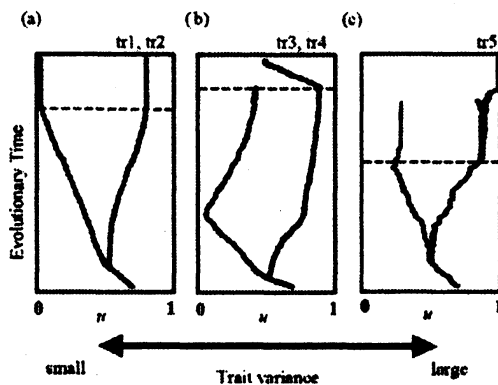 (a) (b) (c)
tr1, tr2 tr3, tr4 tr5
Evolutionary Time
0 1 0 1 0 1
u u u
small Trait variance large